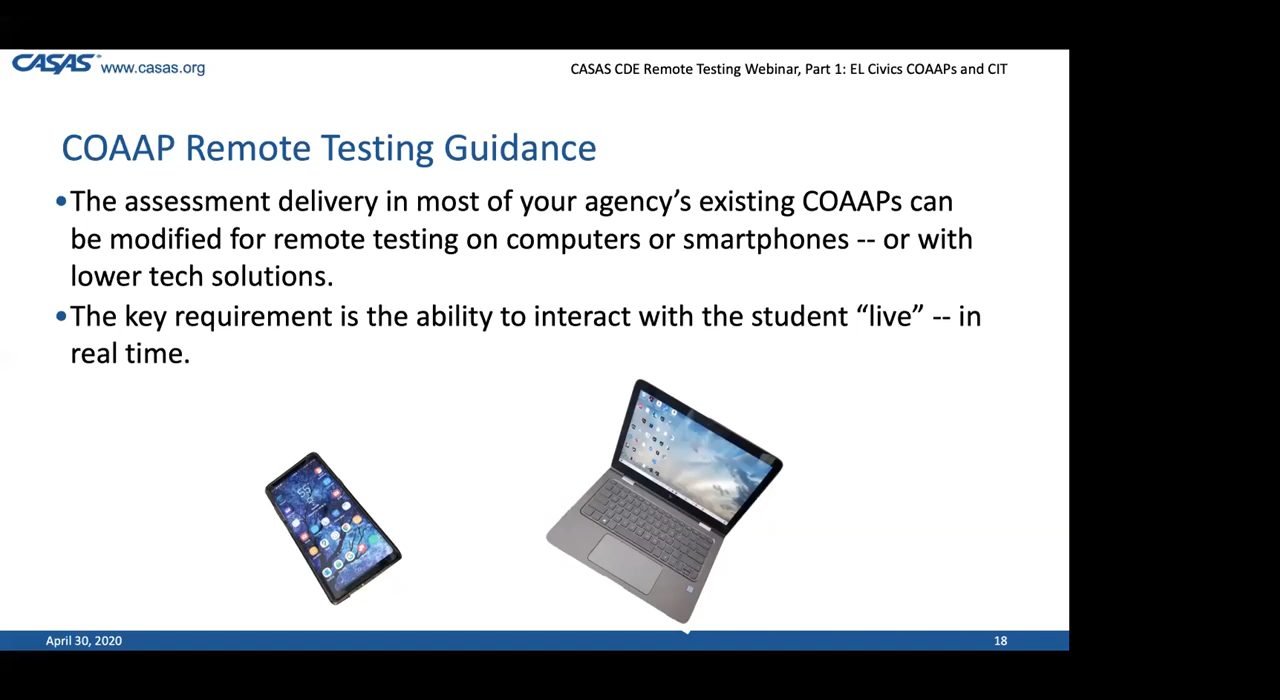 CASAS www.casas.org
CASAS CDE Remote Testing Webinar, Part 1: EL Civics COAAPs and CIT
COAAP Remote Testing Guidance
•The assessment delivery in most of your agency’s existing COAAPs can
be modified for remote testing on computers or smartphones -- or with
lower tech solutions.
•The key requirement is the ability to interact with the student “live” -- in
real time.
April 30, 2020
18